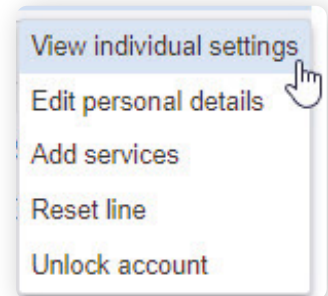 View individual settings
Edit personal details
Add services
Reset line
Unlock account